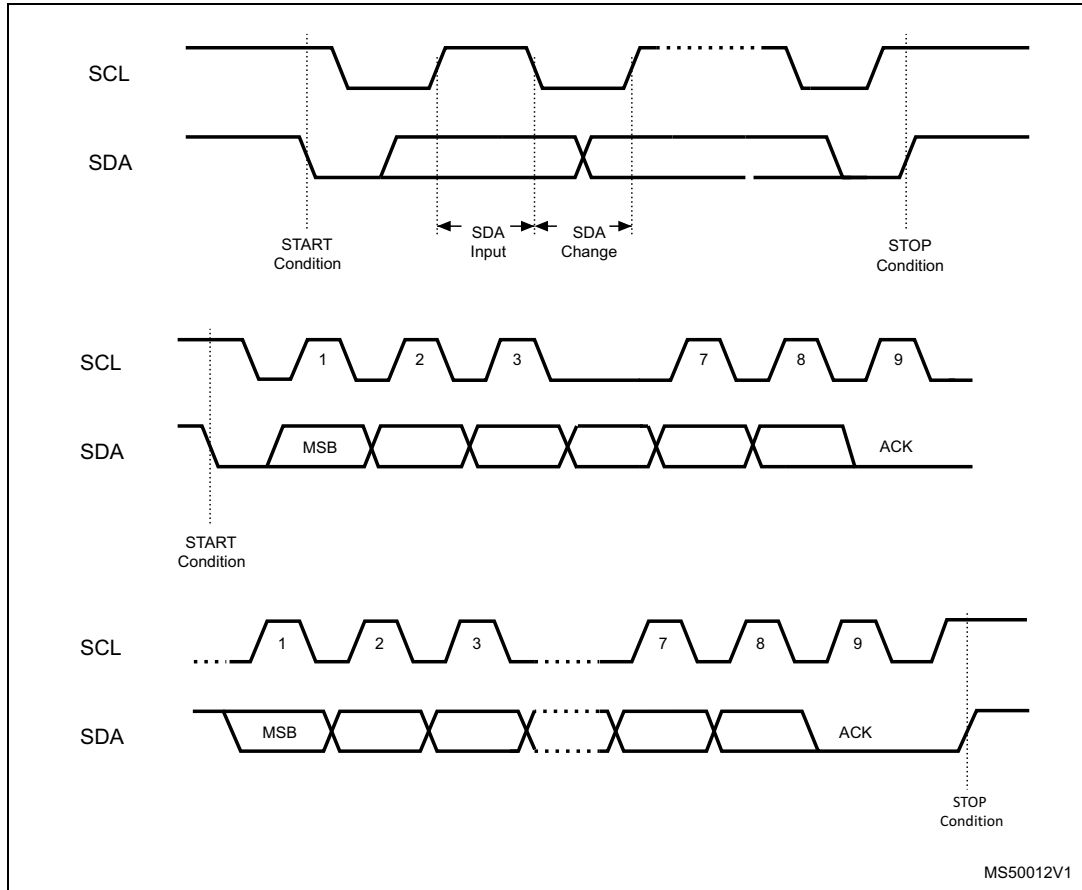 SCL
SDA
SDA
Input
SDA
Change
START
Condition
STOP
Condition
SCL
1 2 3 7 8 9
SDA
MSB ACK
START
Condition
SCL
1 2 3 7 8 9
SDA
MSB ACK
STOP
Condition
MS50012V1